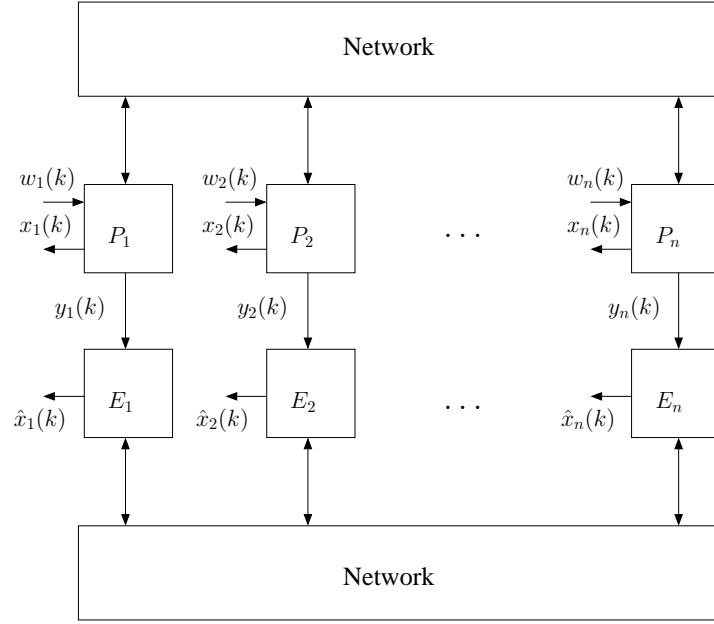 Network
w₁(k) w₂(k) wₙ(k)
x₁(k) x₂(k) xₙ(k)
P₁ P₂ . . . Pₙ
y₁(k) y₂(k) yₙ(k)
E₁ E₂ . . . Eₙ
x̂₁(k) x̂₂(k) x̂ₙ(k)
Network